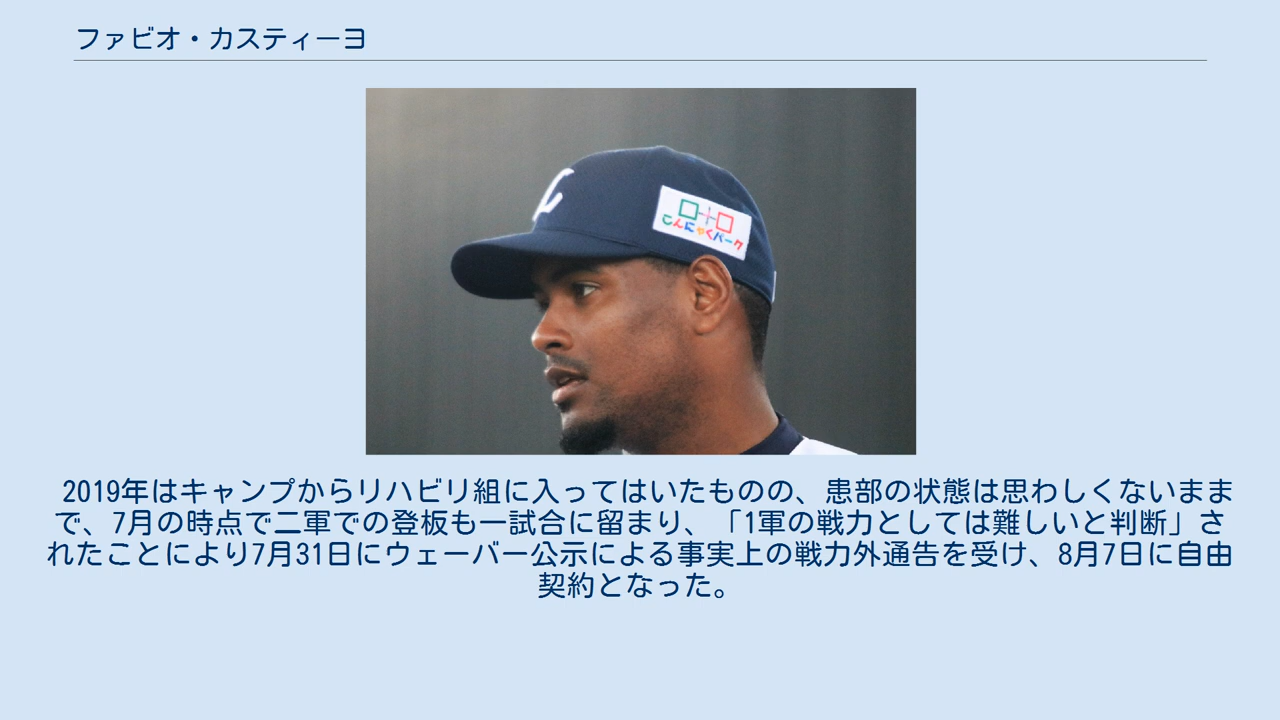 ファビオ・カスティーヨ
こんにゃくパーク
2019年はキャンプからリハビリ組に入ってはいたものの、患部の状態は思わしくないまま
で、7月の時点で二軍での登板も一試合に留まり、「1軍の戦力としては難しいと判断」さ
れたことにより7月31日にウェーバー公示による事実上の戦力外通告を受け、8月7日に自由
契約となった。